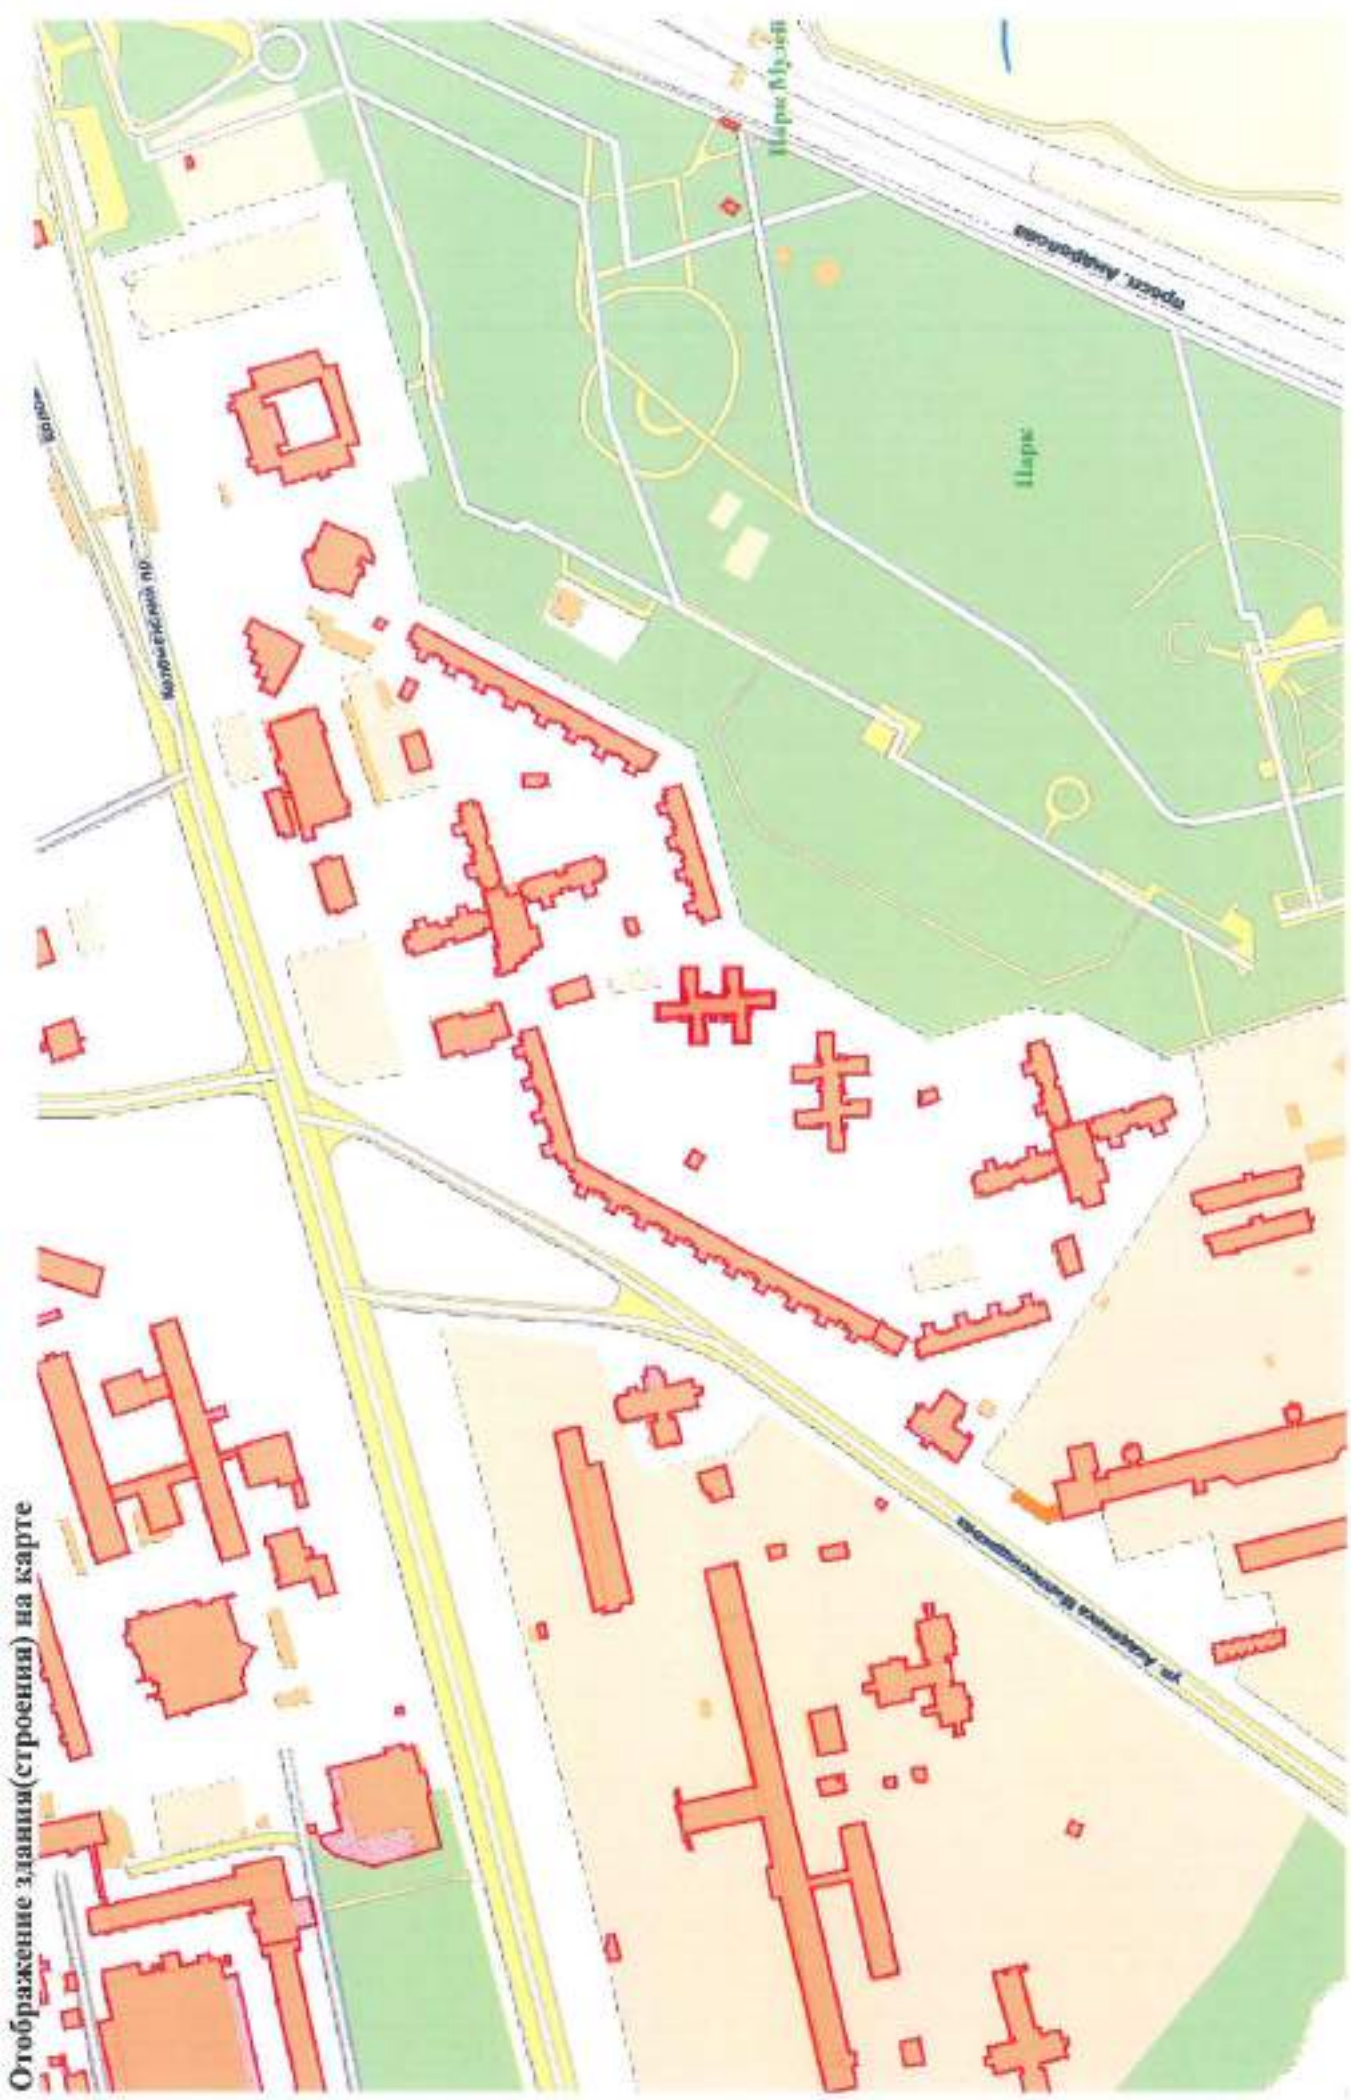 Отображение здания(строения) на карте
Парк Музей
просп. Андропова
Парк
Коломенский пр.
ул. Академика Миллионщикова